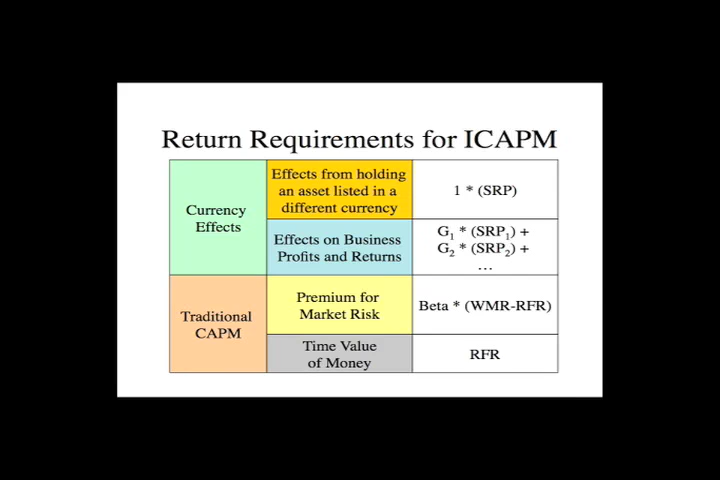 Return Requirements for ICAPM
Currency
Effects
Effects from holding
an asset listed in a
different currency
1 * (SRP)
Effects on Business
Profits and Returns
G₁ * (SRP₁) +
G₂ * (SRP₂) +
...
Traditional
CAPM
Premium for
Market Risk
Beta * (WMR-RFR)
Time Value
of Money
RFR